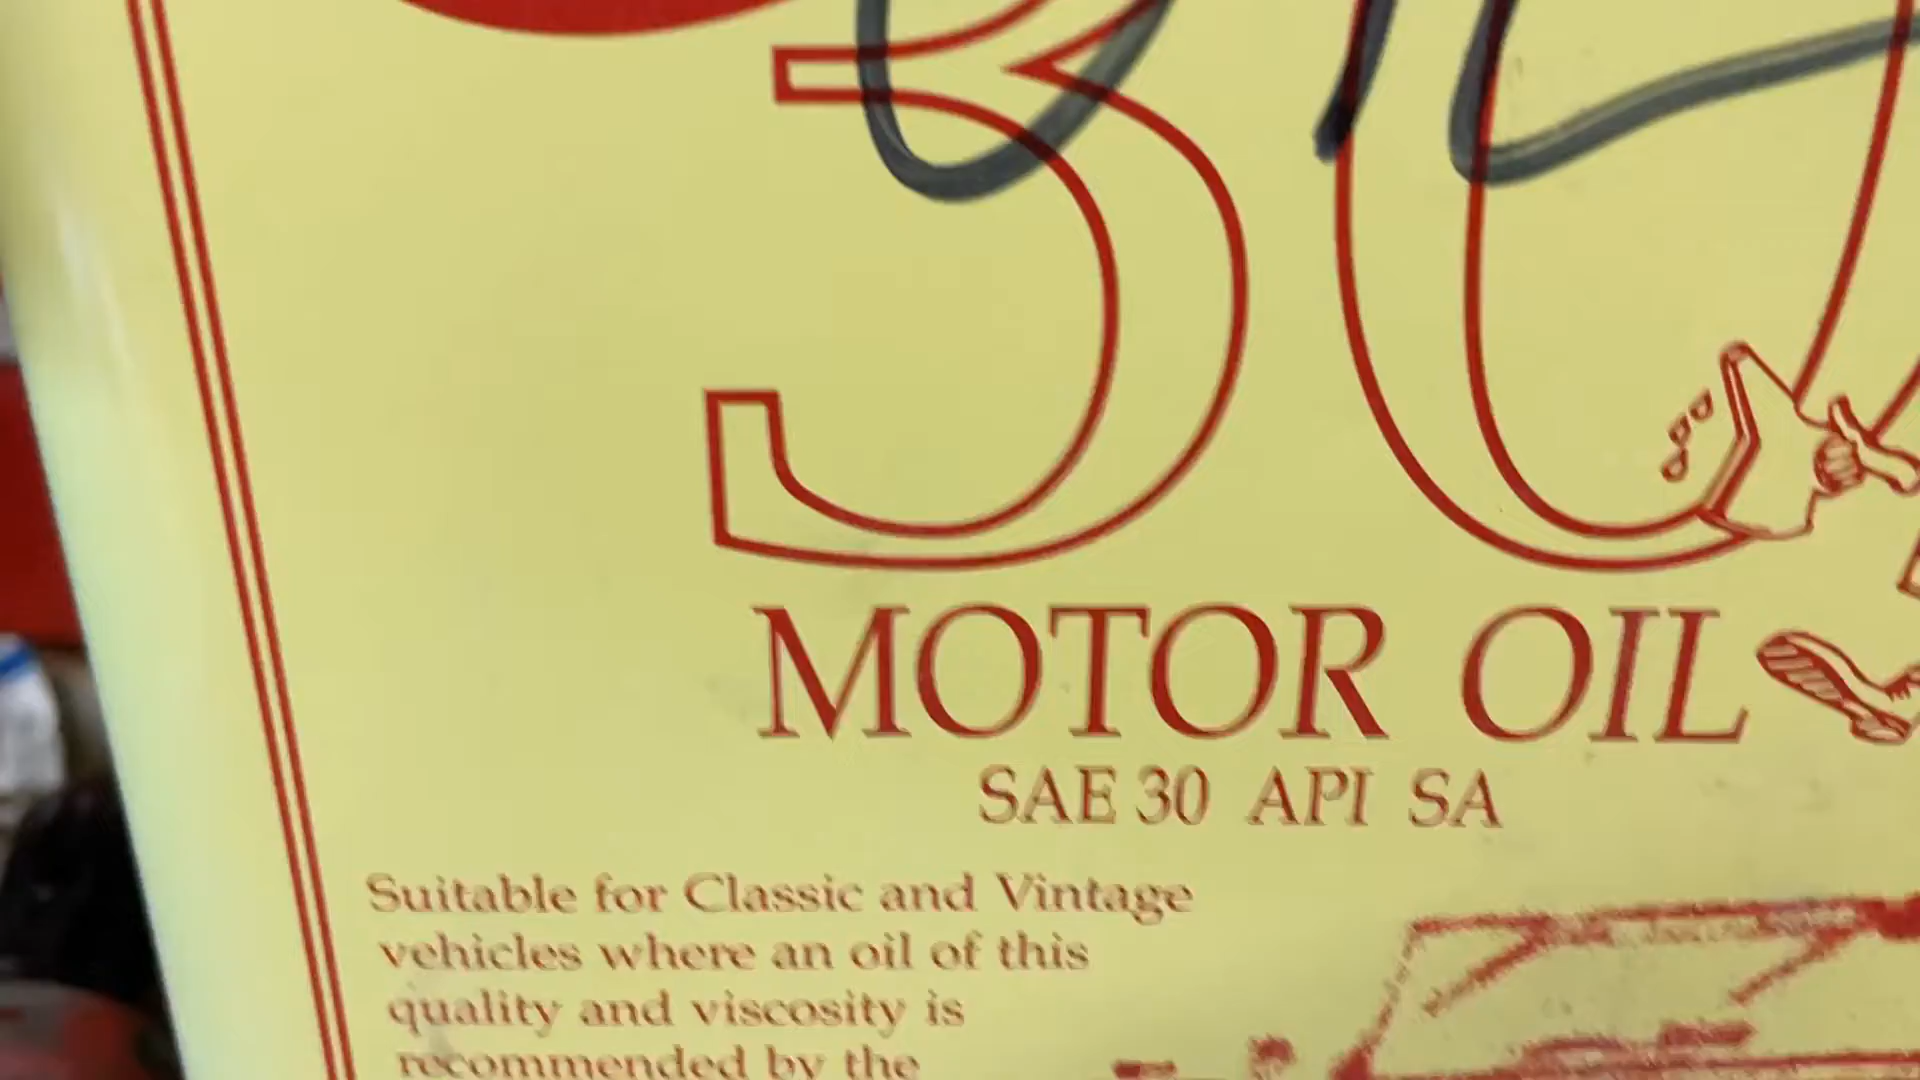 30
MOTOR OIL
SAE 30 API SA
Suitable for Classic and Vintage
vehicles where an oil of this
quality and viscosity is
recommended by the